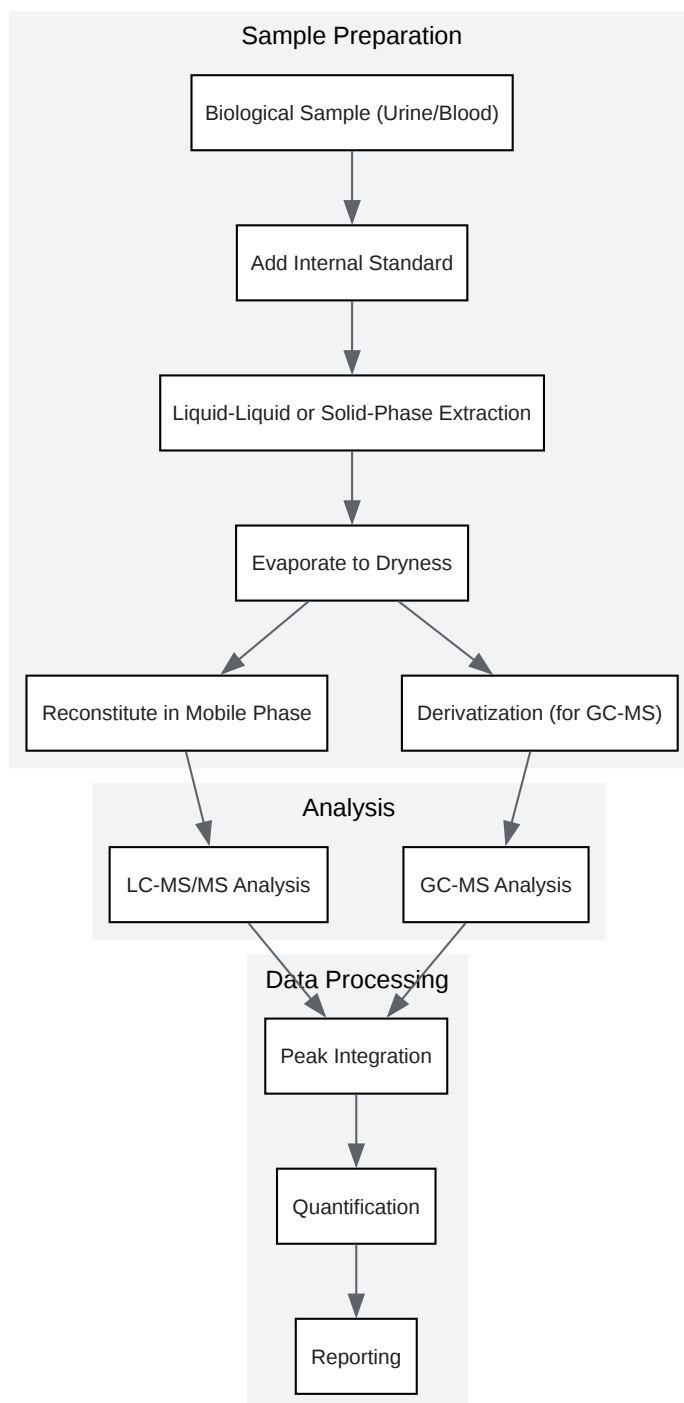 Sample Preparation
Biological Sample (Urine/Blood)
Add Internal Standard
Liquid-Liquid or Solid-Phase Extraction
Evaporate to Dryness
Reconstitute in Mobile Phase
Derivatization (for GC-MS)
Analysis
LC-MS/MS Analysis
GC-MS Analysis
Data Processing
Peak Integration
Quantification
Reporting